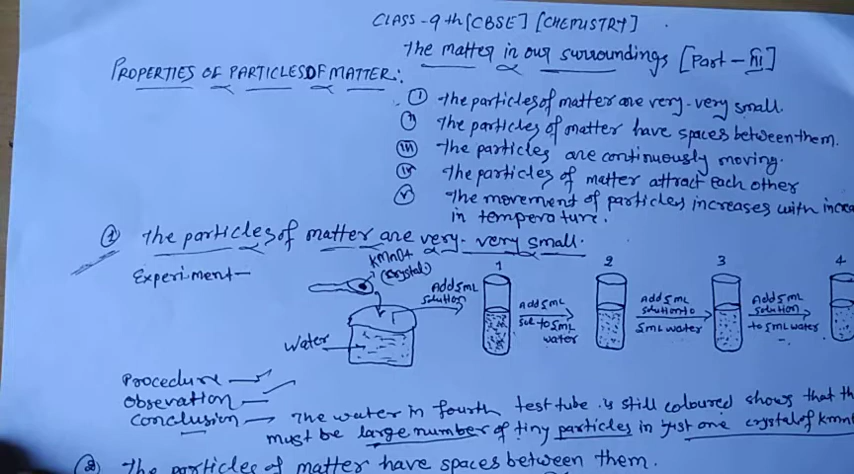 CLASS-9th [CBSE] [CHEMISTRY]
The matter in our surroundings [Part-
PROPERTIES OF PARTICLES OF MATTER:.
(i) The particles of matter are very-very small.
The particles of matter have spaces between them.
(iii) The particles are continuously moving.
(iv) The particles of matter attract each other
(v) The movement of particles increases with increa
in temperature.
(1) The particles of matter are very-very small.
Experiment-
KMnO4
(crystal)
Water
Add 5mL
solution
1
Add 5mL
sol to 5mL
water
2
Add 5mL
solution to
5mL water
3
Add 5mL
solution
to 5mL water
4
Procedure
Obsevation
Conclusion → The water in fourth test tube is still coloured shows that th
must be large number of tiny particles in just one crystal of kmn
(2) The particles of matter have spaces between them.